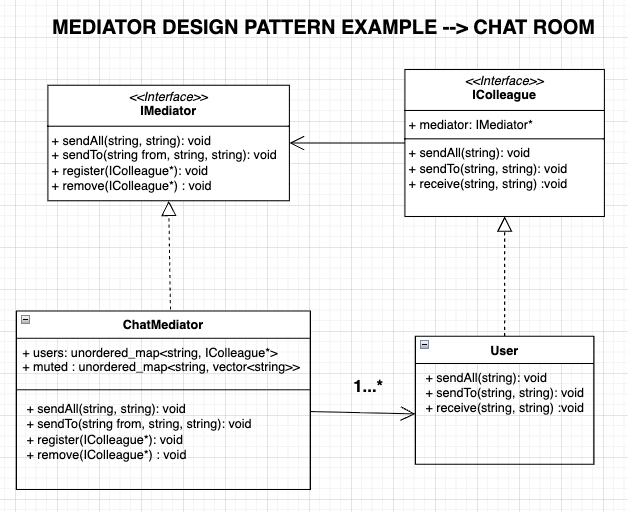 MEDIATOR DESIGN PATTERN EXAMPLE --> CHAT ROOM
<<Interface>>
IMediator
+ sendAll(string, string): void
+ sendTo(string from, string, string): void
+ register(IColleague*): void
+ remove(IColleague*) : void
<<Interface>>
IColleague
+ mediator: IMediator*
+ sendAll(string): void
+ sendTo(string, string): void
+ receive(string, string) :void
ChatMediator
+ users: unordered_map<string, IColleague*>
+ muted : unordered_map<string, vector<string>>
+ sendAll(string, string): void
+ sendTo(string from, string, string): void
+ register(IColleague*): void
+ remove(IColleague*) : void
1...*
User
+ sendAll(string): void
+ sendTo(string, string): void
+ receive(string, string) :void